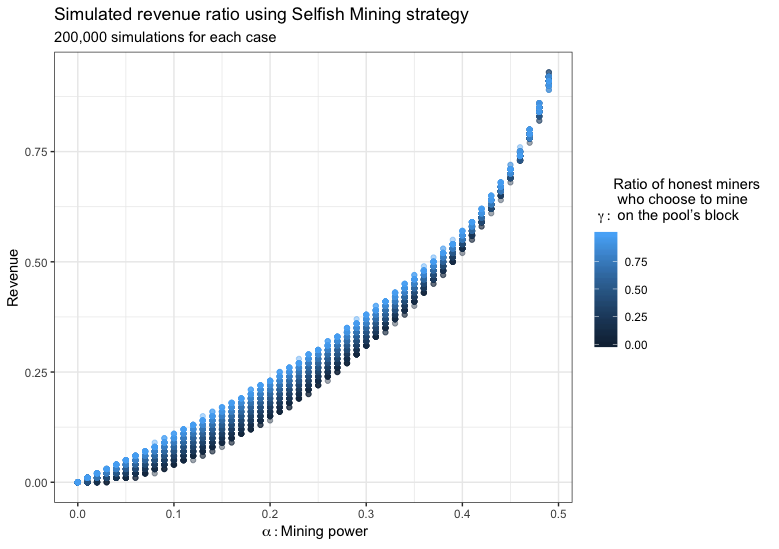 Simulated revenue ratio using Selfish Mining strategy
200,000 simulations for each case
Revenue
0.75
0.50
0.25
0.00
0.0
0.1
0.2
0.3
0.4
0.5
α : Mining power
Ratio of honest miners
who choose to mine
γ : on the pool's block
0.75
0.50
0.25
0.00